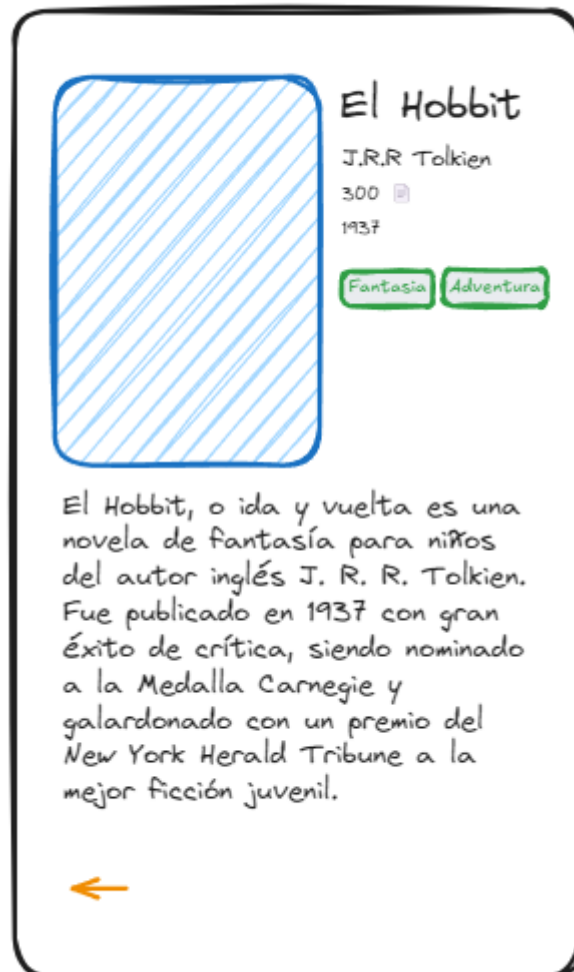 El Hobbit
J.R.R Tolkien
300
1937
Fantasia
Adventura
El Hobbit, o ida y vuelta es una
novela de fantasía para niños
del autor inglés J. R. R. Tolkien.
Fue publicado en 1937 con gran
éxito de crítica, siendo nominado
a la Medalla Carnegie y
galardonado con un premio del
New York Herald Tribune a la
mejor ficción juvenil.